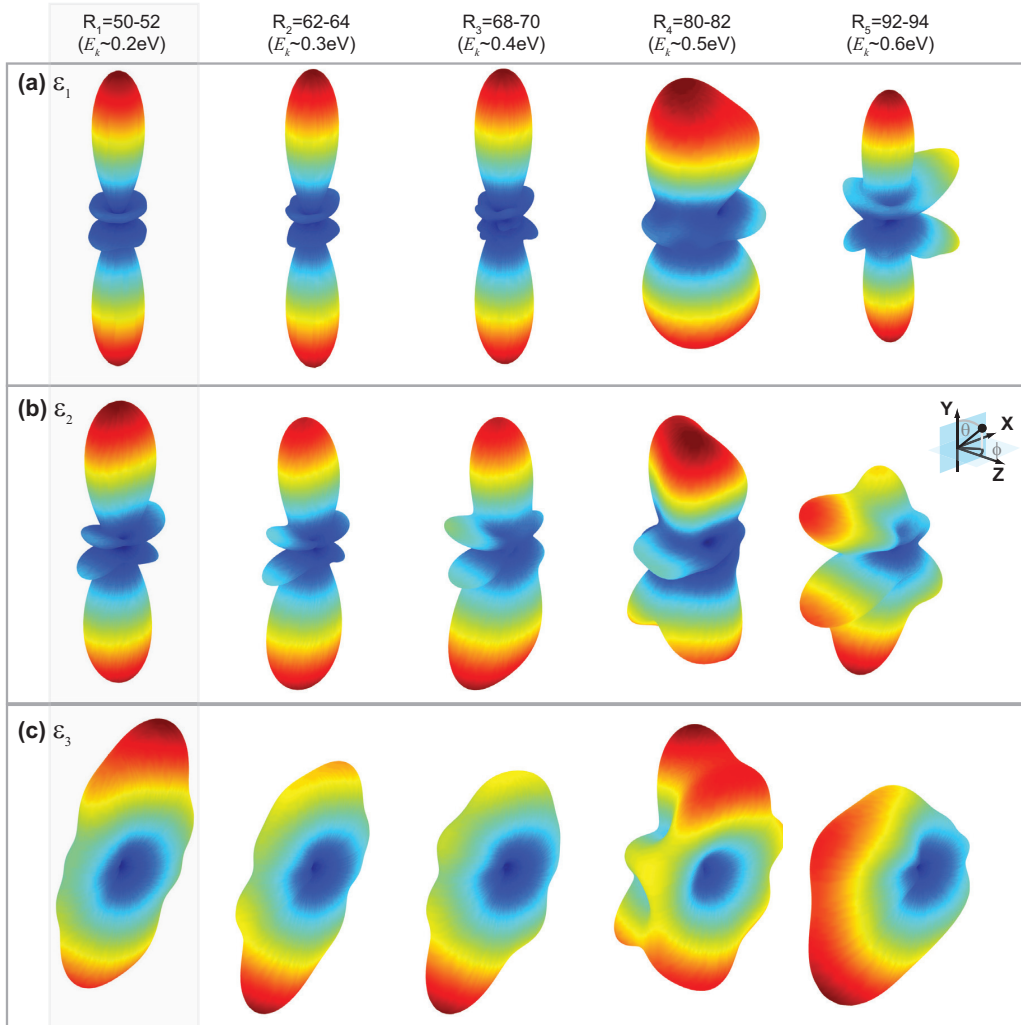 R₁=50-52 R₂=62-64 R₃=68-70 R₄=80-82 R₅=92-94
(Eₖ~0.2eV) (Eₖ~0.3eV) (Eₖ~0.4eV) (Eₖ~0.5eV) (Eₖ~0.6eV)
(a) ε₁
(b) ε₂
Y
θ
X
ϕ
Z
(c) ε₃